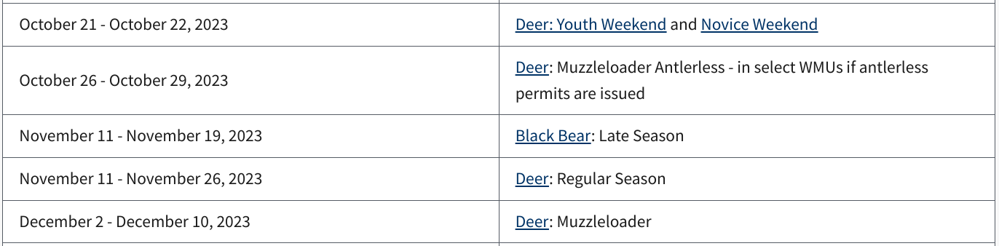 October 21 - October 22, 2023
Deer: Youth Weekend and Novice Weekend
October 26 - October 29, 2023
Deer: Muzzleloader Antlerless - in select WMUs if antlerless
permits are issued
November 11 - November 19, 2023
Black Bear: Late Season
November 11 - November 26, 2023
Deer: Regular Season
December 2 - December 10, 2023
Deer: Muzzleloader